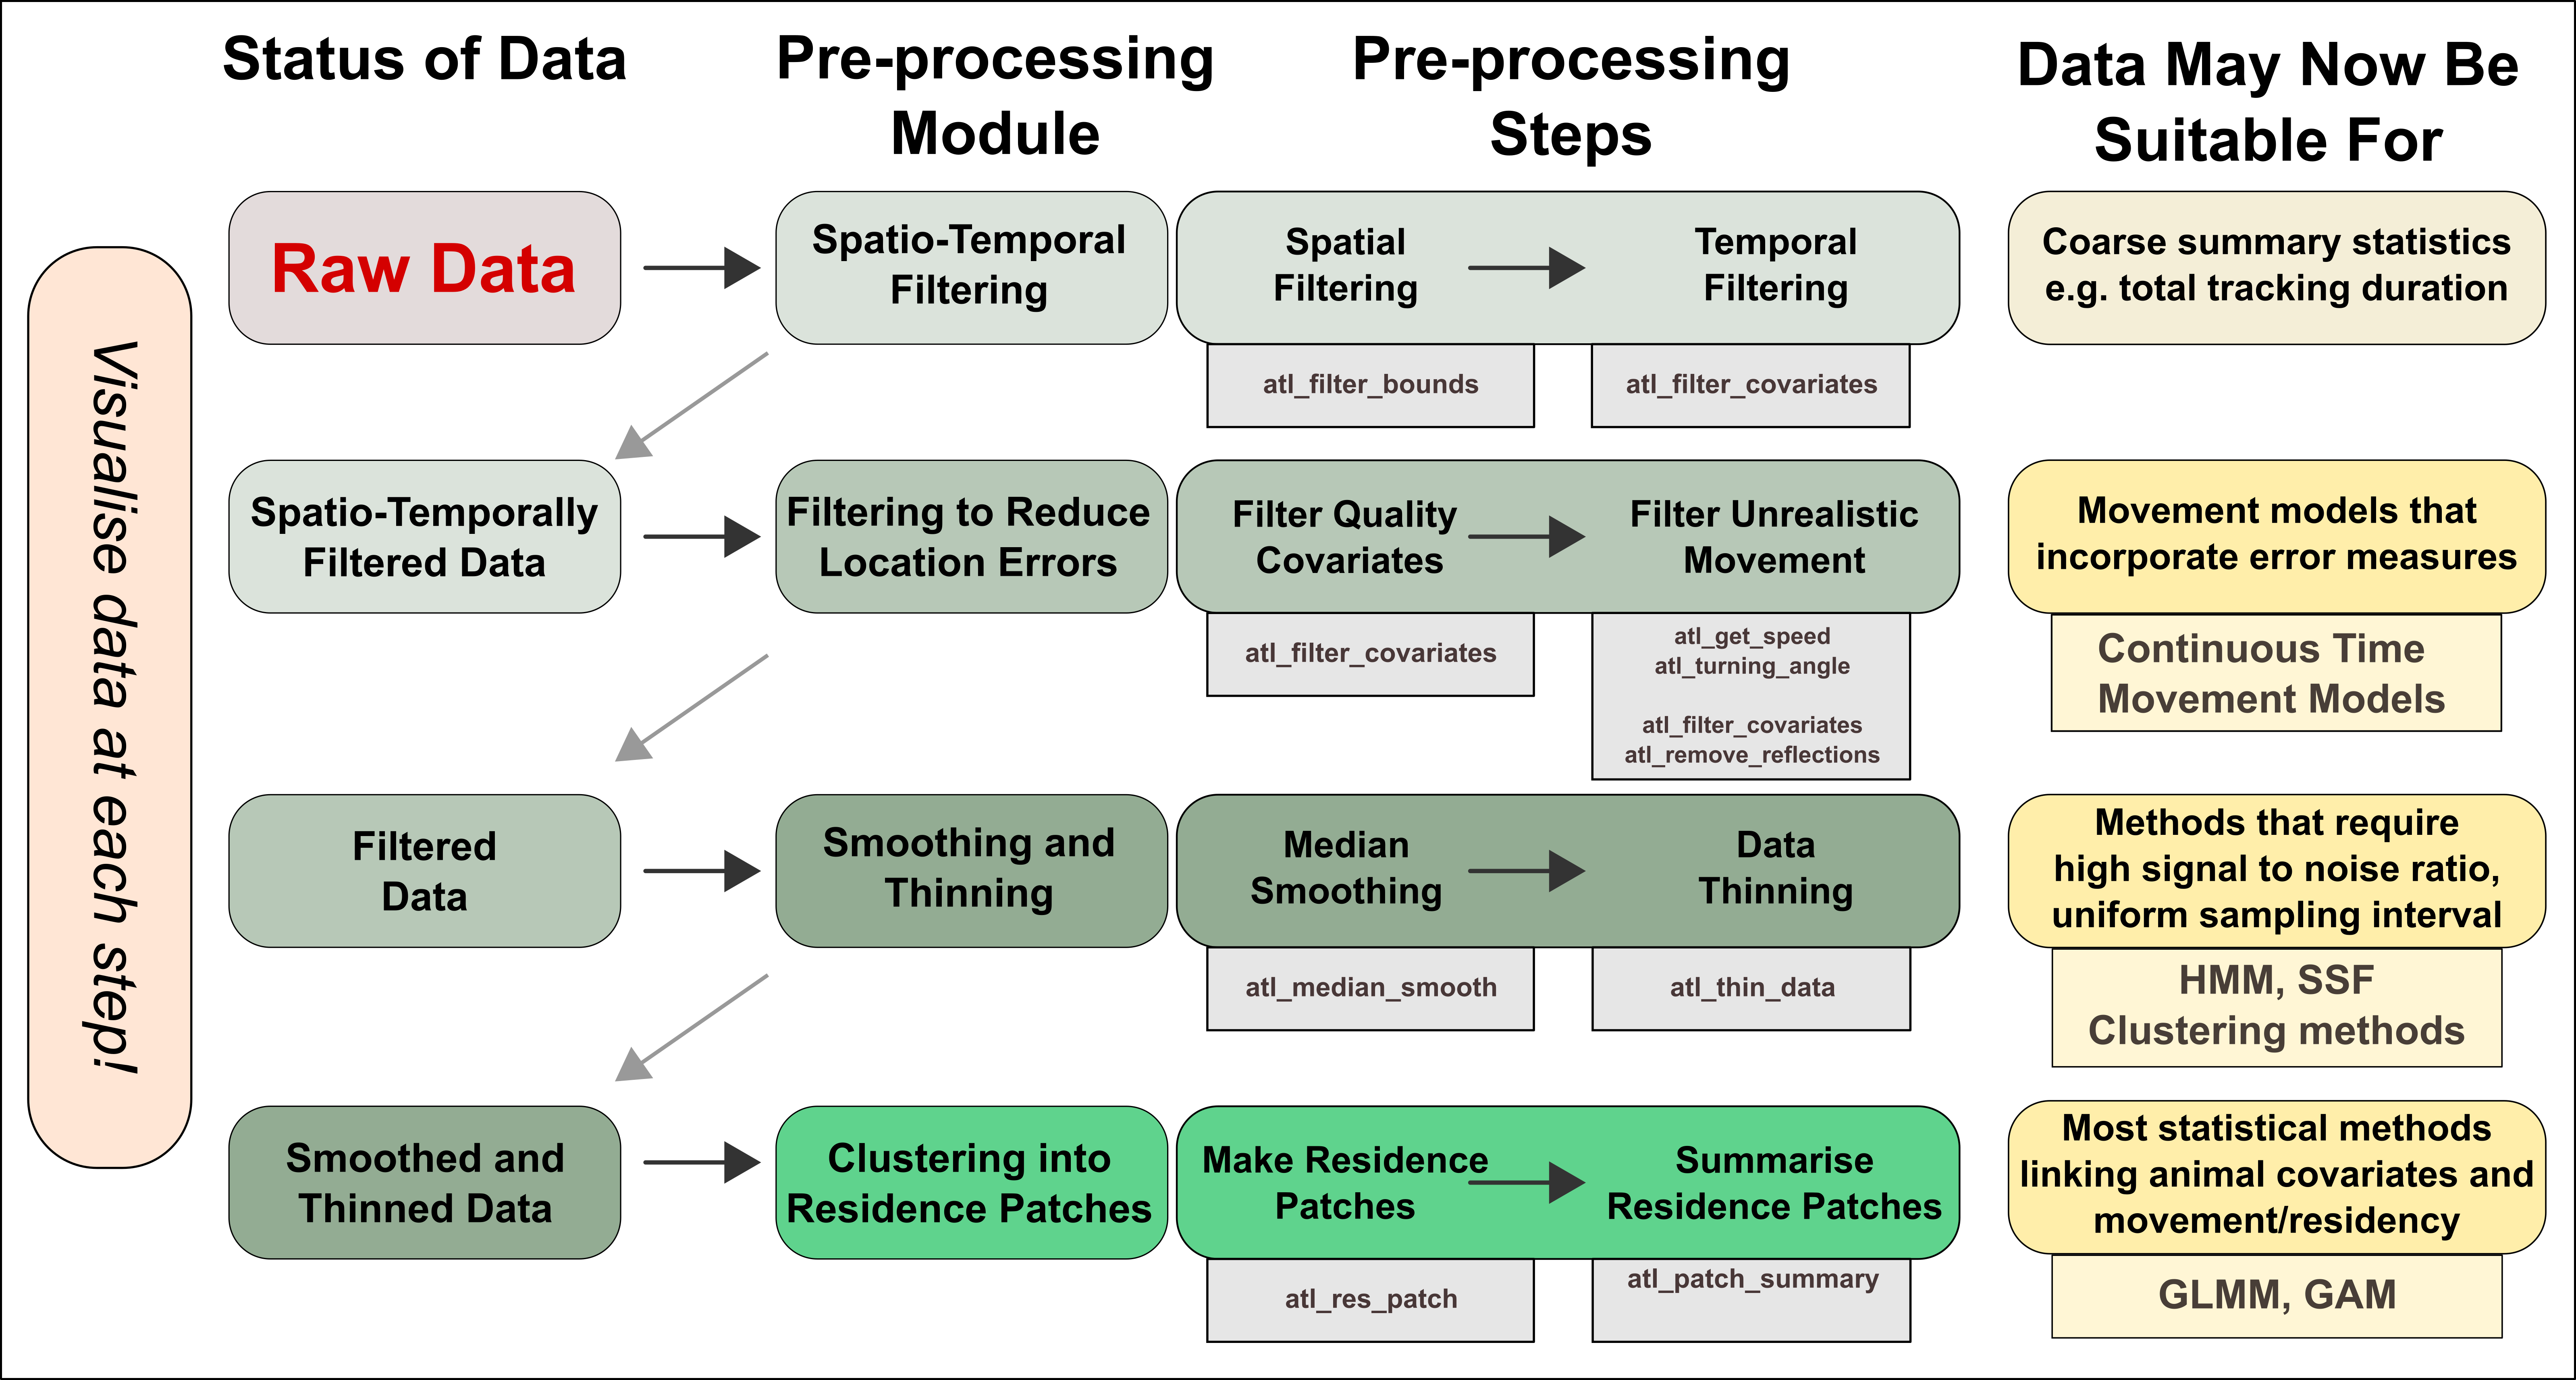 Status of Data
Pre-processing
Module
Pre-processing
Steps
Data May Now Be
Suitable For
Visualise data at each step!
Raw Data
Spatio-Temporal
Filtering
Spatial
Filtering
Temporal
Filtering
Coarse summary statistics
e.g. total tracking duration
atl_filter_bounds
atl_filter_covariates
Spatio-Temporally
Filtered Data
Filtering to Reduce
Location Errors
Filter Quality
Covariates
Filter Unrealistic
Movement
Movement models that
incorporate error measures
atl_filter_covariates
atl_get_speed
atl_turning_angle
atl_filter_covariates
atl_remove_reflections
Continuous Time
Movement Models
Filtered
Data
Smoothing and
Thinning
Median
Smoothing
Data
Thinning
Methods that require
high signal to noise ratio,
uniform sampling interval
atl_median_smooth
atl_thin_data
HMM, SSF
Clustering methods
Smoothed and
Thinned Data
Clustering into
Residence Patches
Make Residence
Patches
Summarise
Residence Patches
Most statistical methods
linking animal covariates and
movement/residency
atl_res_patch
atl_patch_summary
GLMM, GAM